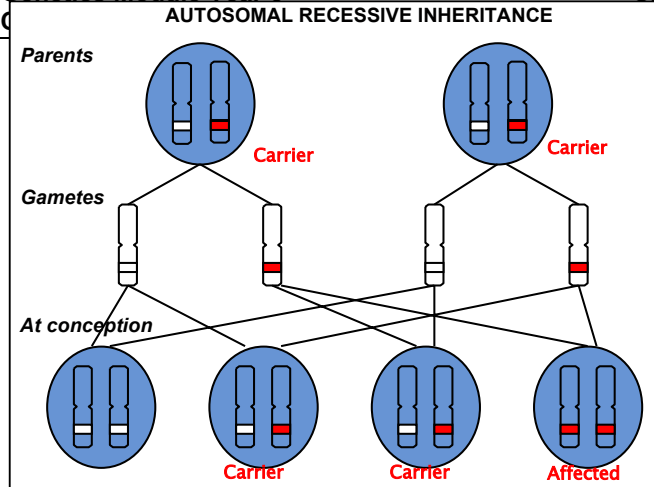 AUTOSOMAL RECESSIVE INHERITANCE
Parents
Carrier
Carrier
Gametes
At conception
Carrier
Carrier
Affected